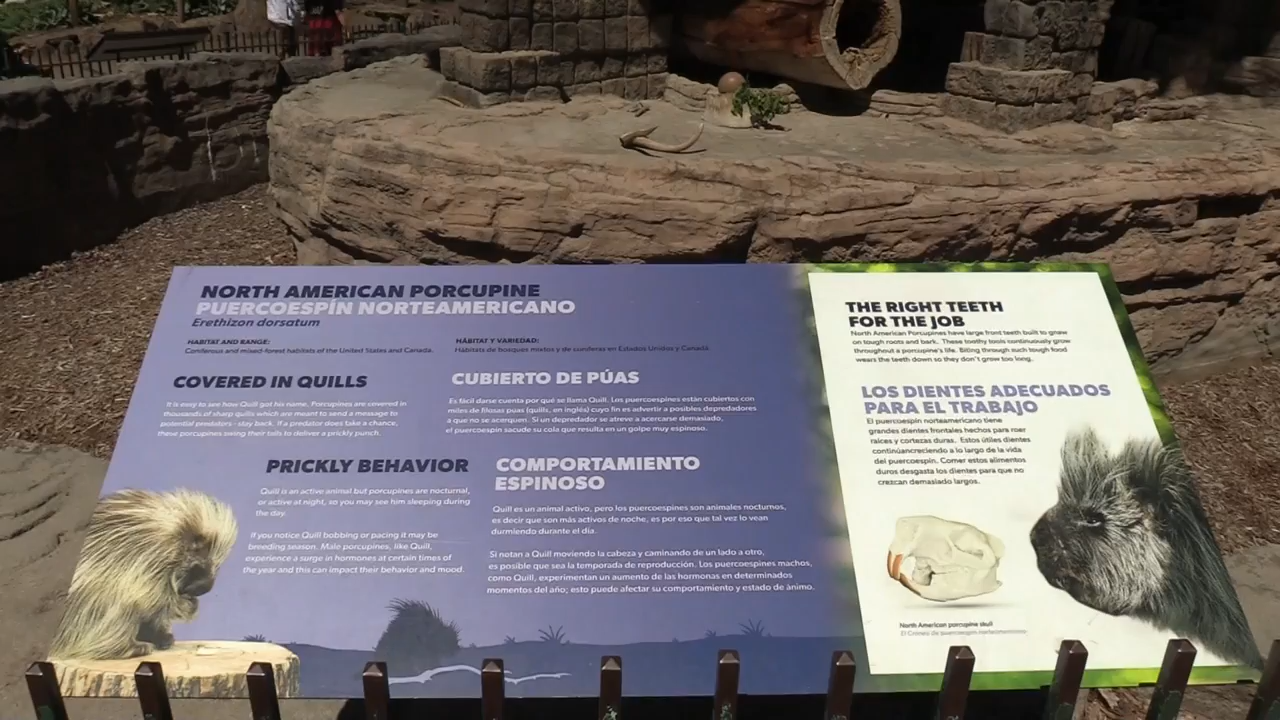 NORTH AMERICAN PORCUPINE
PUERCOESPÍN NORTEAMERICANO
Erethizon dorsatum
HABITAT AND RANGE:
Coniferous and mixed-forest habitats of the United States and Canada.
HÁBITAT Y VARIEDAD:
Hábitats de bosques mixtos y de coníferas en Estados Unidos y Canadá.
COVERED IN QUILLS
It is easy to see how Quill got his name. Porcupines are covered in
thousands of sharp quills which are meant to send a message to
potential predators - stay back. If a predator does take a chance,
these porcupines swing their tails to deliver a prickly punch.
CUBIERTO DE PÚAS
Es fácil darse cuenta por qué se llama Quill. Los puercoespines están cubiertos con
miles de filosas púas (quills, en inglés) cuyo fin es advertir a posibles depredadores
a que no se acerquen. Si un depredador se atreve a acercarse demasiado,
el puercoespín sacude su cola que resulta en un golpe muy espinoso.
PRICKLY BEHAVIOR
Quill is an active animal but porcupines are nocturnal,
or active at night, so you may see him sleeping during
the day.
If you notice Quill bobbing or pacing it may be
breeding season. Male porcupines, like Quill,
experience a surge in hormones at certain times of
the year and this can impact their behavior and mood.
COMPORTAMIENTO
ESPINOSO
Quill es un animal activo, pero los puercoespines son animales nocturnos,
es decir que son más activos de noche, es por eso que tal vez lo vean
durmiendo durante el día.
Si notan a Quill moviendo la cabeza y caminando de un lado a otro,
es posible que sea la temporada de reproducción. Los puercoespines machos,
como Quill, experimentan un aumento de las hormonas en determinados
momentos del año; esto puede afectar su comportamiento y estado de ánimo.
THE RIGHT TEETH
FOR THE JOB
North American Porcupines have large front teeth built to gnaw
on tough roots and bark. These toothy tools continuously grow
throughout a porcupine's life. Biting through such tough food
wears the teeth down so they don't grow too long.
LOS DIENTES ADECUADOS
PARA EL TRABAJO
El puercoespín norteamericano tiene
grandes dientes frontales hechos para roer
raíces y cortezas duras. Estos útiles dientes
continúancreciendo a lo largo de la vida
del puercoespín. Comer estos alimentos
duros desgasta los dientes para que no
crezcan demasiado largos.
North American porcupine skull
El Cráneo de puercoespín norteamericano